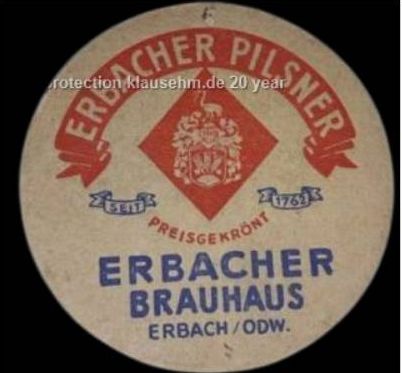 ERBACHER PILSNER
rotection klausehm.de 20 year
SEIT 1762
PREISGEKRÖNT
ERBACHER
BRAUHAUS
ERBACH/ODW.